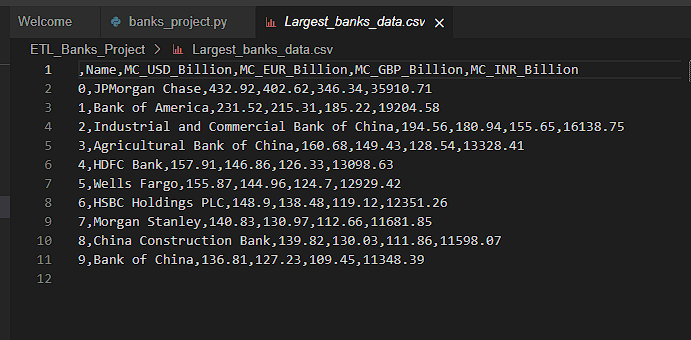 Welcome banks_project.py Largest_banks_data.csv
ETL_Banks_Project > Largest_banks_data.csv
1 ,Name,MC_USD_Billion,MC_EUR_Billion,MC_GBP_Billion,MC_INR_Billion
2 0,JPMorgan Chase,432.92,402.62,346.34,35910.71
3 1,Bank of America,231.52,215.31,185.22,19204.58
4 2,Industrial and Commercial Bank of China,194.56,180.94,155.65,16138.75
5 3,Agricultural Bank of China,160.68,149.43,128.54,13328.41
6 4,HDFC Bank,157.91,146.86,126.33,13098.63
7 5,Wells Fargo,155.87,144.96,124.7,12929.42
8 6,HSBC Holdings PLC,148.9,138.48,119.12,12351.26
9 7,Morgan Stanley,140.83,130.97,112.66,11681.85
10 8,China Construction Bank,139.82,130.03,111.86,11598.07
11 9,Bank of China,136.81,127.23,109.45,11348.39
12